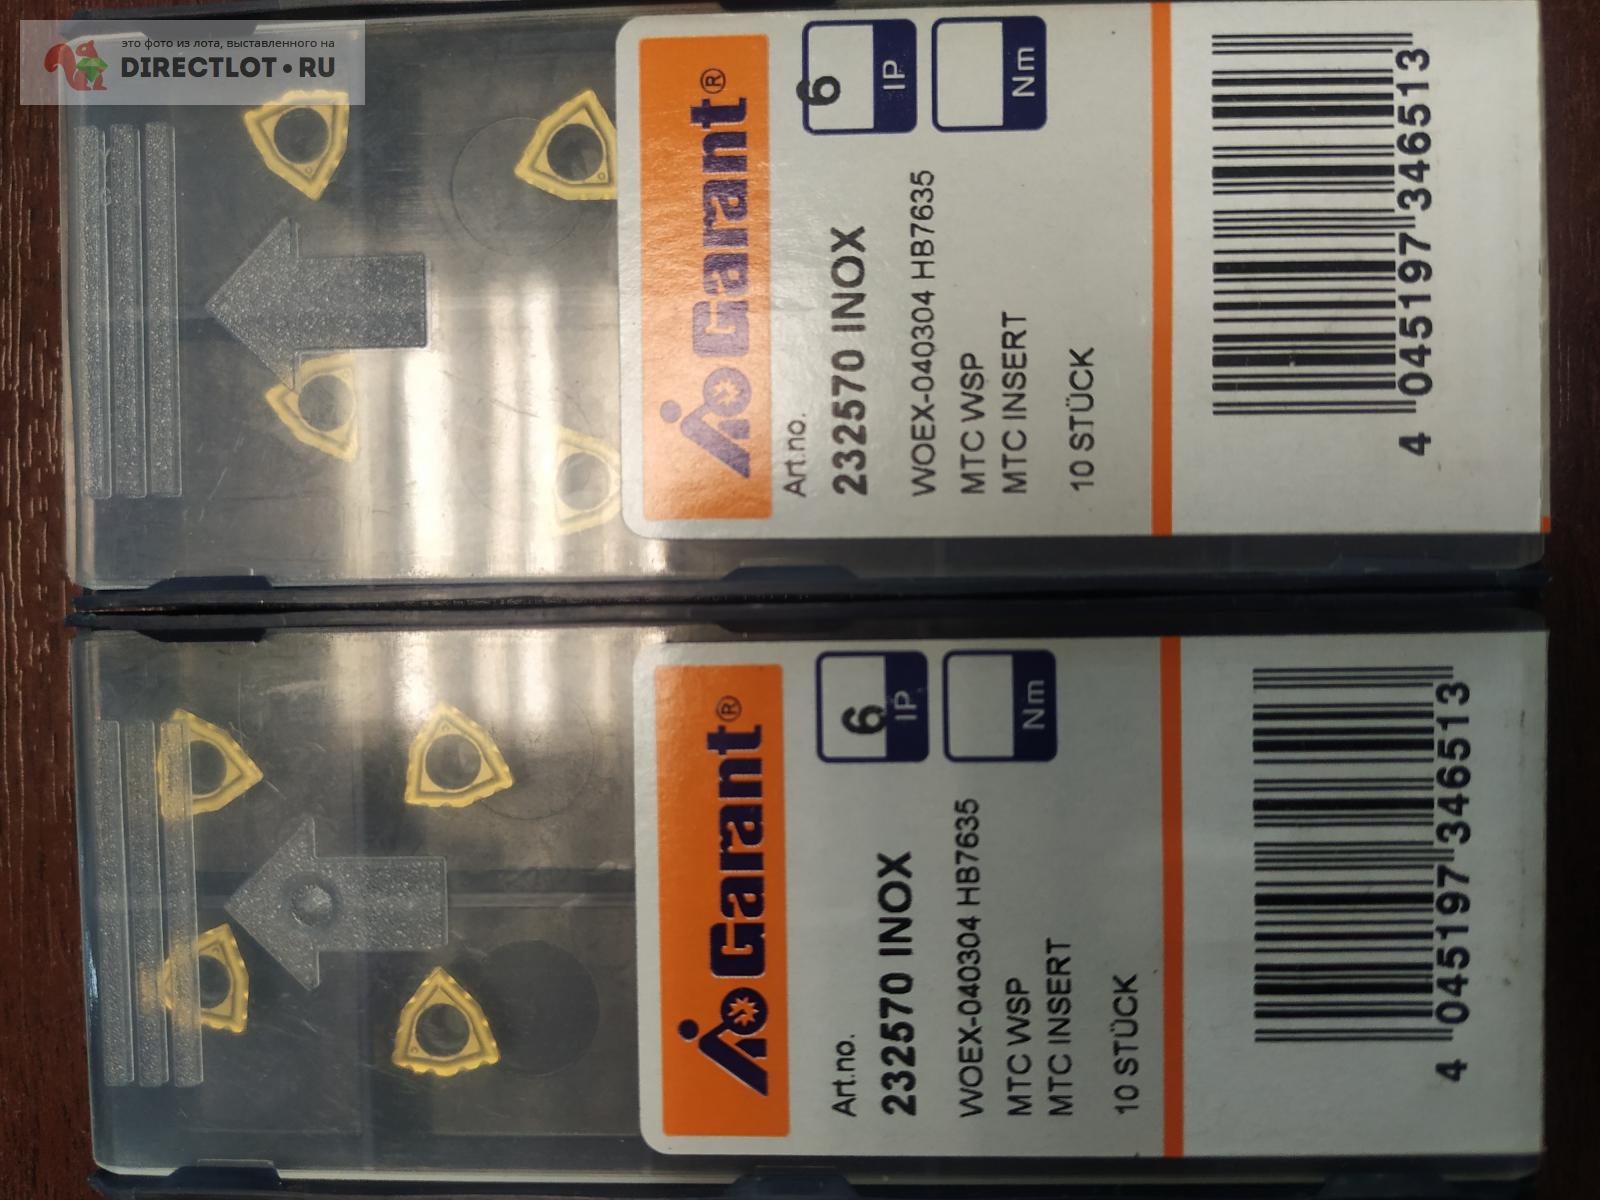 это фото из лота, выставленного на
DIRECTLOT•RU
Garant®
6
IP
Nm
Art.no.
232570 INOX
WOEX-040304 HB7635
MTC WSP
MTC INSERT
10 STÜCK
4 045197 346513
Garant®
6
IP
Nm
Art.no.
232570 INOX
WOEX-040304 HB7635
MTC WSP
MTC INSERT
10 STÜCK
4 045197 346513